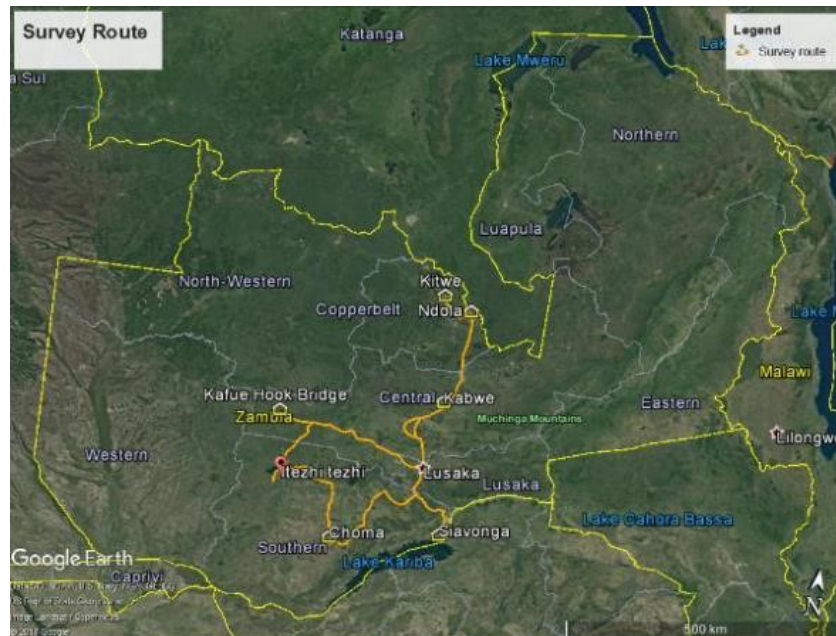 Survey Route
Legend
Survey route
Katanga
Lake Mweru
Northern
Luapula
North-Western
Kitwe
Copperbelt
Ndola
Malawi
Kafue Hook Bridge
Central
Kabwe
Eastern
Zambia
Muchinga Mountains
Lilongwe
Western
Itezhi tezhi
Lusaka
Lusaka
Lake Cahora Bassa
Choma
Siavonga
Southern
Google Earth
Lake Kariba
Caprivi
N
500 km